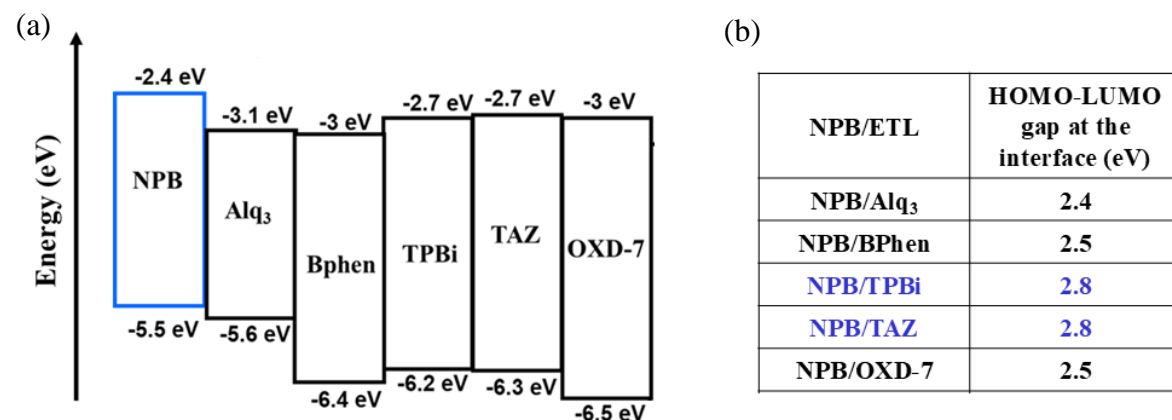 (a)
(b)
Energy (eV)
-2.4 eV
NPB
-5.5 eV
-3.1 eV
Alq₃
-5.6 eV
-3 eV
Bphen
-6.4 eV
-2.7 eV
TPBi
-6.2 eV
-2.7 eV
TAZ
-6.3 eV
-3 eV
OXD-7
-6.5 eV
NPB/ETL
HOMO-LUMO
gap at the
interface (eV)
NPB/Alq₃
2.4
NPB/BPhen
2.5
NPB/TPBi
2.8
NPB/TAZ
2.8
NPB/OXD-7
2.5